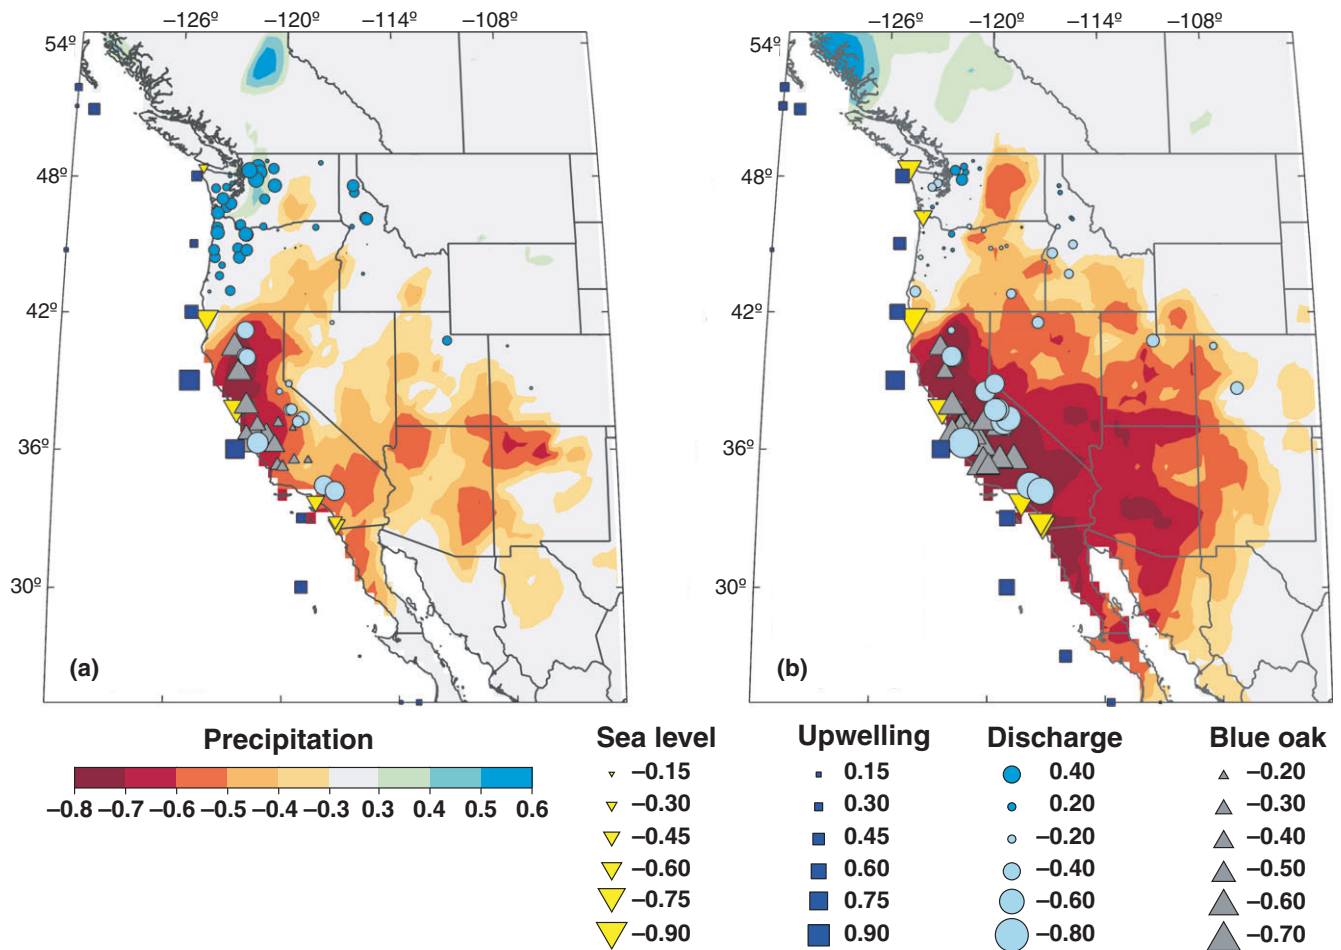 −126º −120º −114º −108º −126º −120º −114º −108º
54º 54º
48º 48º
42º 42º
36º 36º
30º 30º
(a) (b)
Precipitation Sea level Upwelling Discharge Blue oak
−0.8 −0.7 −0.6 −0.5 −0.4 −0.3 0.3 0.3 0.4 0.5 0.6
−0.15 0.15 0.40 −0.20
−0.30 0.30 0.20 −0.30
−0.45 0.45 −0.20 −0.40
−0.60 0.60 −0.40 −0.50
−0.75 0.75 −0.60 −0.60
−0.90 0.90 −0.80 −0.70